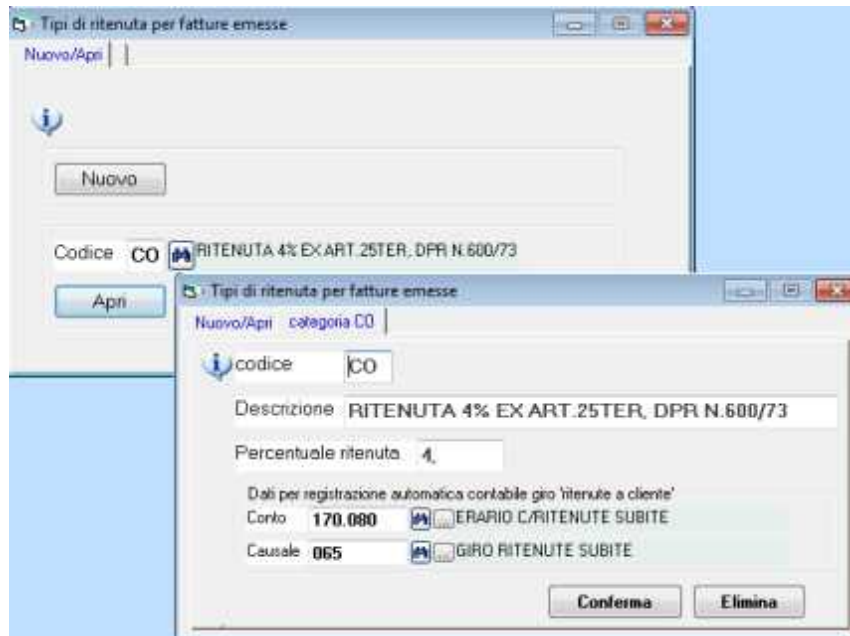 Tipi di ritenuta per fatture emesse
Nuovo/Apri
Nuovo
Codice CO RITENUTA 4% EX ART.25TER, DPR N.600/73
Apri
Tipi di ritenuta per fatture emesse
Nuovo/Apri categoria CO
codice CO
Descrizione RITENUTA 4% EX ART.25TER, DPR N.600/73
Percentuale ritenuta 4,
Dati per registrazione automatica contabile giro 'ritenute a cliente'
Conto 170.080 ... ERARIO C/RITENUTE SUBITE
Causale 065 ... GIRO RITENUTE SUBITE
Conferma Elimina